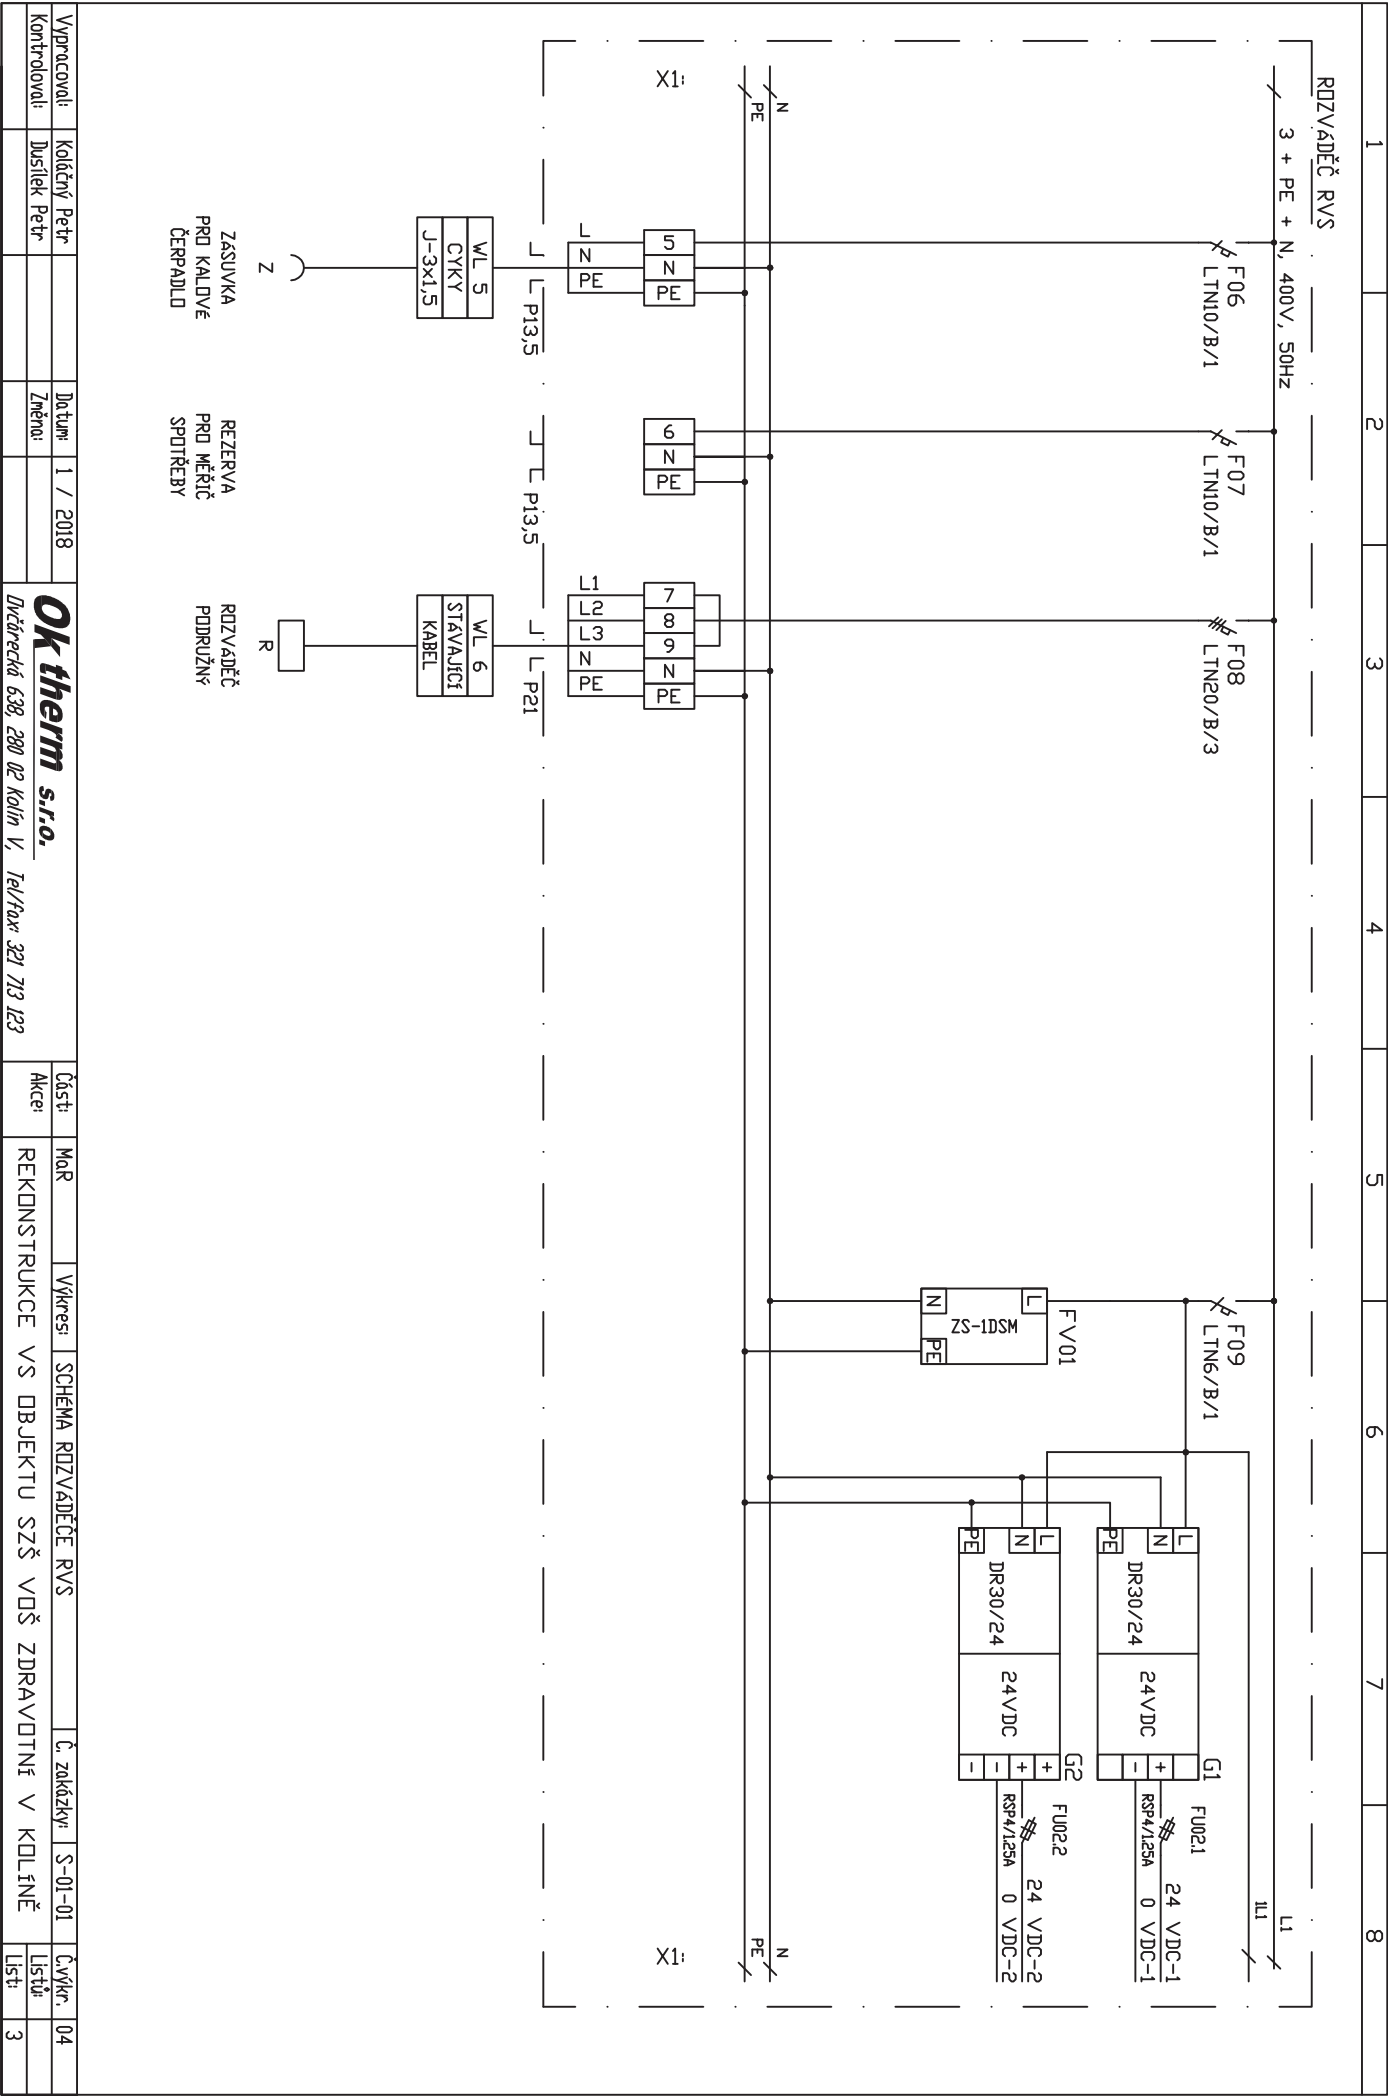 1 2 3 4 5 6 7 8
ROZVÁDĚČ RVS
3 + PE + N, 400V, 50Hz
L1
1L1
F06
LTN10/B/1
F07
LTN10/B/1
F08
LTN20/B/3
F09
LTN6/B/1
FV01
L
ZS-1DSM
N
PE
G1
L
N
PE
DR30/24
24VDC
+
-
FU02.1
RSP4/1.25A
24 VDC-1
0 VDC-1
G2
L
N
PE
DR30/24
24VDC
+
+
-
-
FU02.2
RSP4/1.25A
24 VDC-2
0 VDC-2
N
PE
N
PE
X1:
X1:
5 N PE
6 N PE
7 8 9 N PE
L N PE
L1 L2 L3 N PE
P13,5
P13,5
P21
WL 5
CYKY
J-3x1,5
WL 6
STÁVAJÍCÍ
KABEL
Z
R
ZÁSUVKA
PRO KALOVÉ
ČERPADLO
REZERVA
PRO MĚŘIČ
SPOTŘEBY
ROZVÁDĚČ
PODRUŽNÝ
Vypracoval: Koláčný Petr
Kontroloval: Dusílek Petr
Datum: 1 / 2018
Změna:
Ok therm s.r.o.
Ovčárecká 638, 280 02 Kolín V, Tel/fax: 321 713 123
Část: MaR
Výkres: SCHÉMA ROZVÁDĚČE RVS
Č. zakázky: S-01-01
Č.výkr. 04
Akce: REKONSTRUKCE VS OBJEKTU SZŠ VOŠ ZDRAVOTNÍ V KOLÍNĚ
Listů:
List: 3